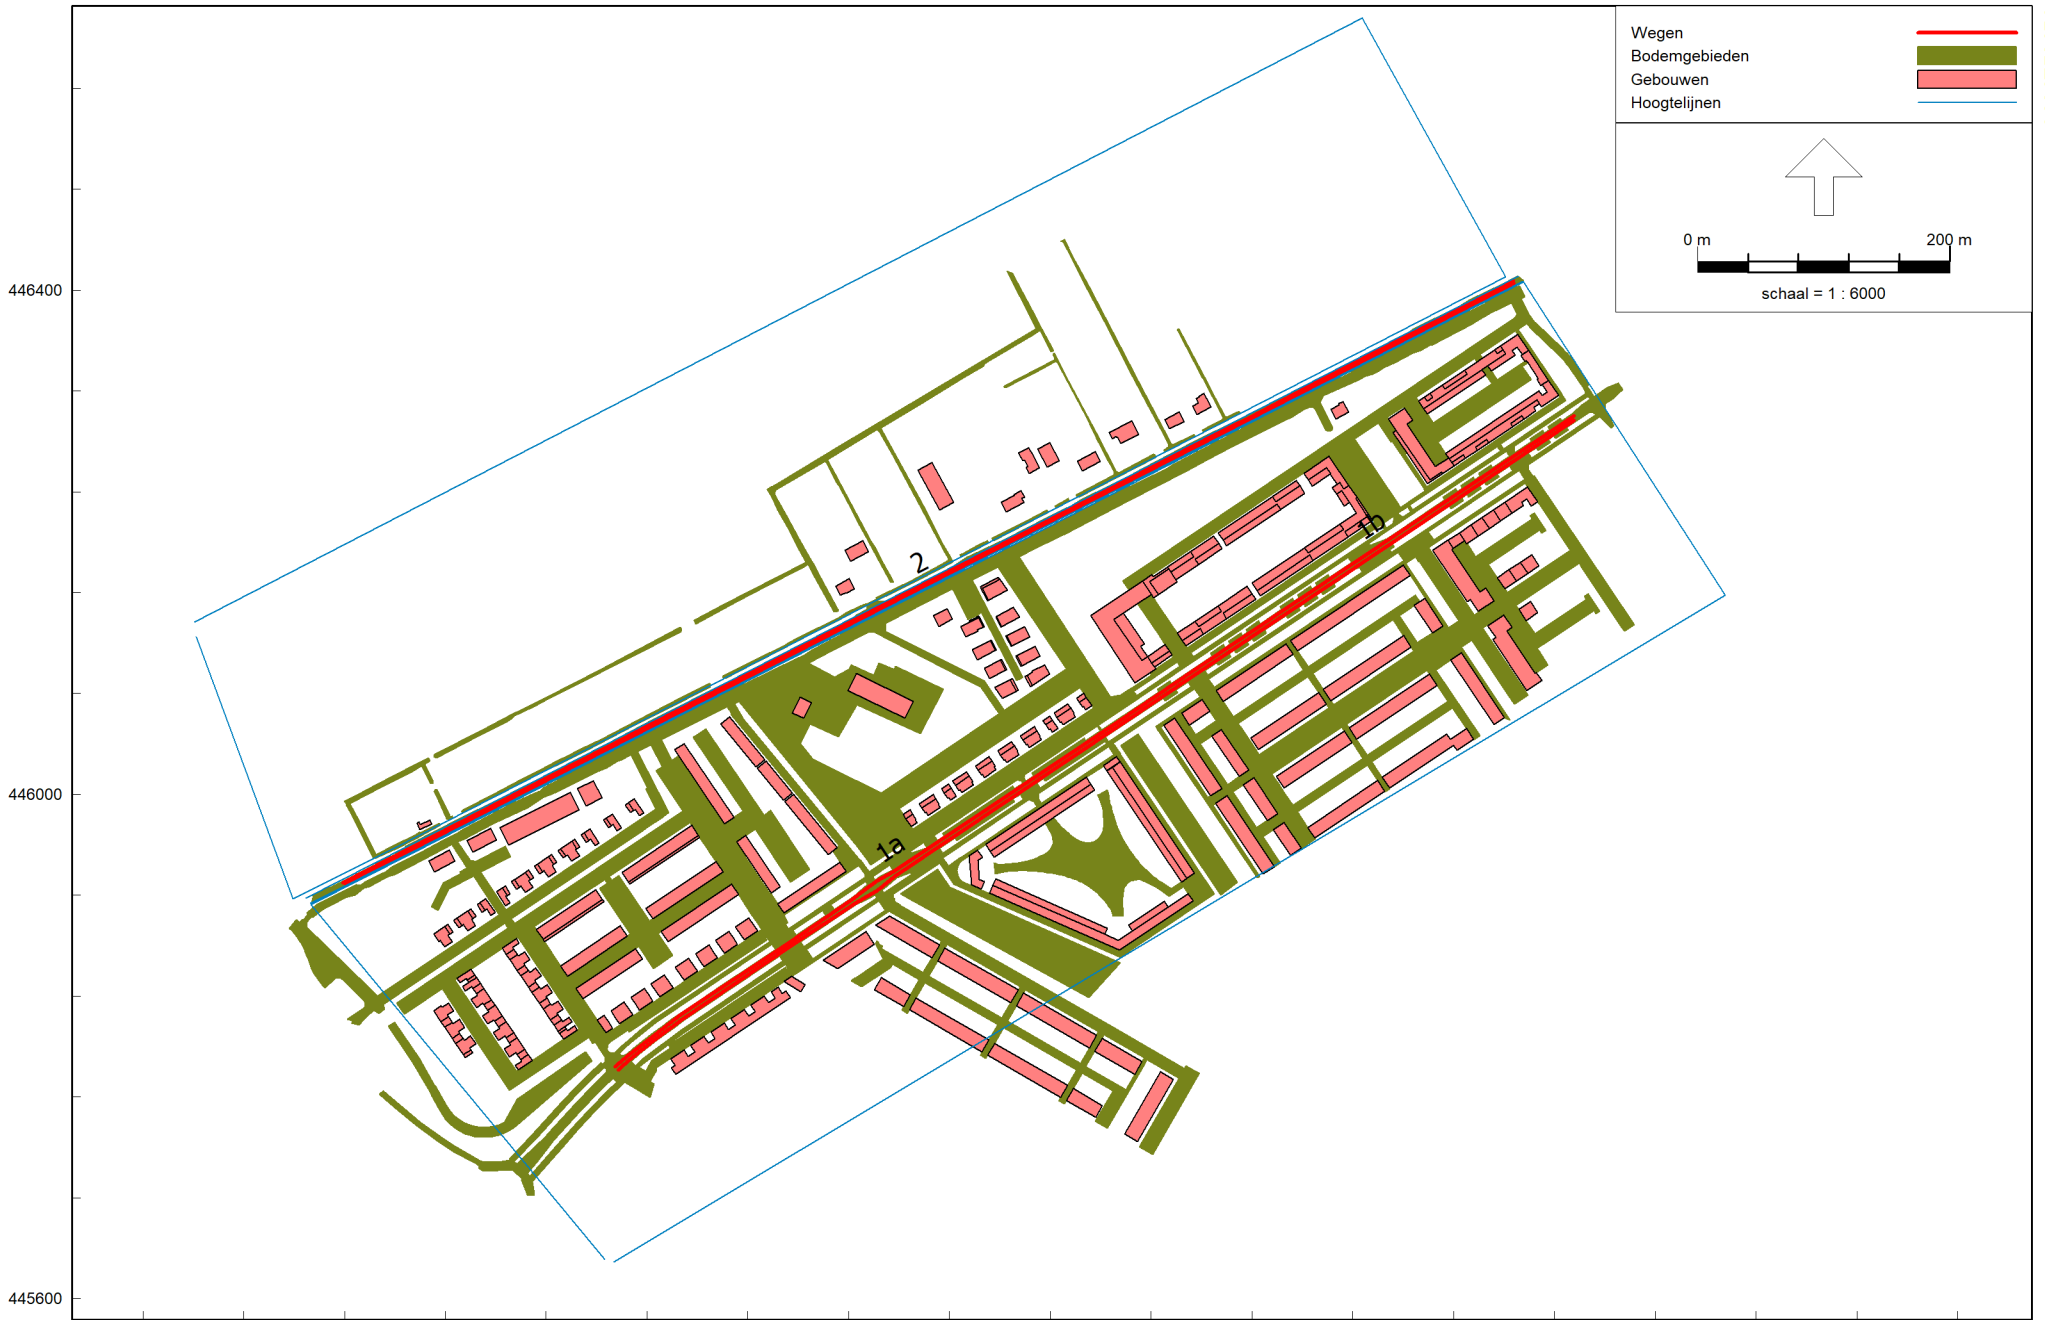 Wegen
Bodemgebieden
Gebouwen
Hoogtelijnen
0 m 200 m
schaal = 1 : 6000
446400
1b
2
446000
1a
445600